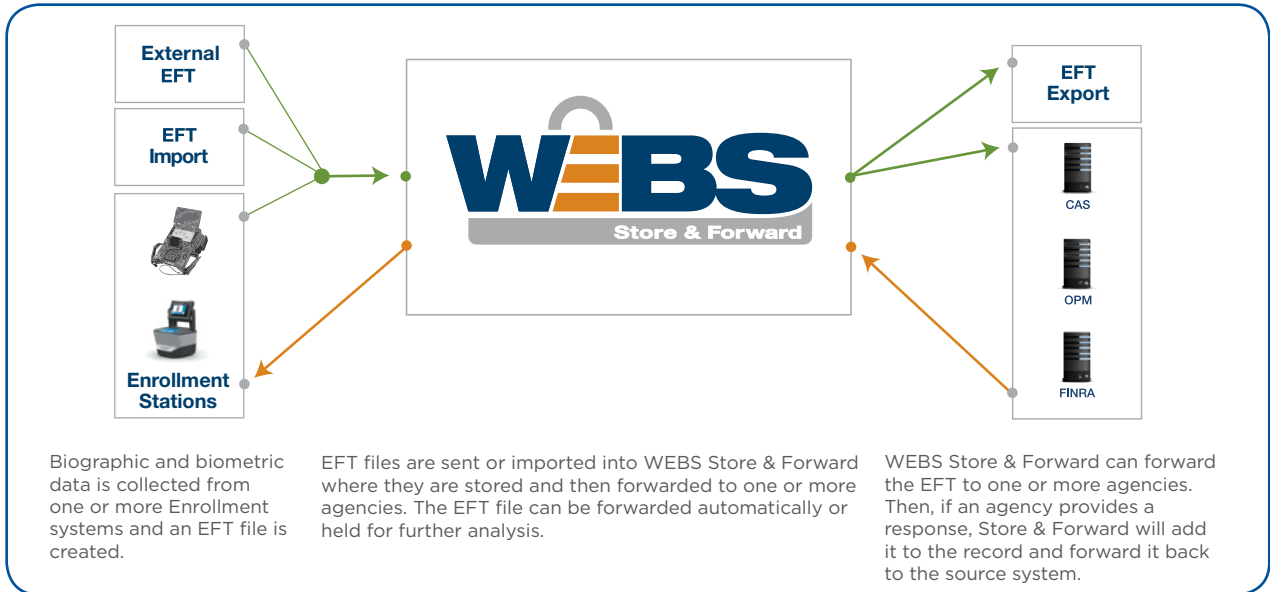 External
EFT
EFT
Import
Enrollment
Stations
WEBS
Store & Forward
EFT
Export
CAS
OPM
FINRA
Biographic and biometric
data is collected from
one or more Enrollment
systems and an EFT file is
created.
EFT files are sent or imported into WEBS Store & Forward
where they are stored and then forwarded to one or more
agencies. The EFT file can be forwarded automatically or
held for further analysis.
WEBS Store & Forward can forward
the EFT to one or more agencies.
Then, if an agency provides a
response, Store & Forward will add
it to the record and forward it back
to the source system.